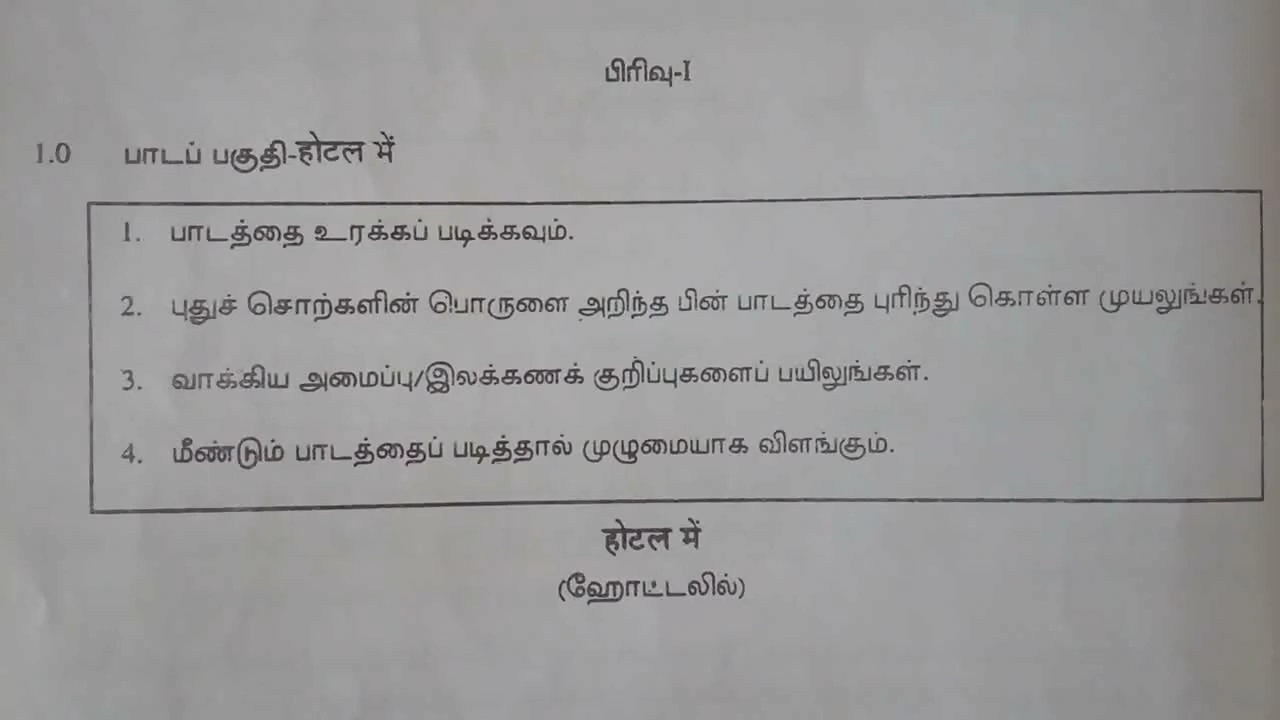 பிரிவு-I
1.0 பாடப் பகுதி-होटल में
1. பாடத்தை உரக்கப் படிக்கவும்.
2. புதுச் சொற்களின் பொருளை அறிந்த பின் பாடத்தை புரிந்து கொள்ள முயலுங்கள்.
3. வாக்கிய அமைப்பு/இலக்கணக் குறிப்புகளைப் பயிலுங்கள்.
4. மீண்டும் பாடத்தைப் படித்தால் முழுமையாக விளங்கும்.
होटल में
(ஹோட்டலில்)